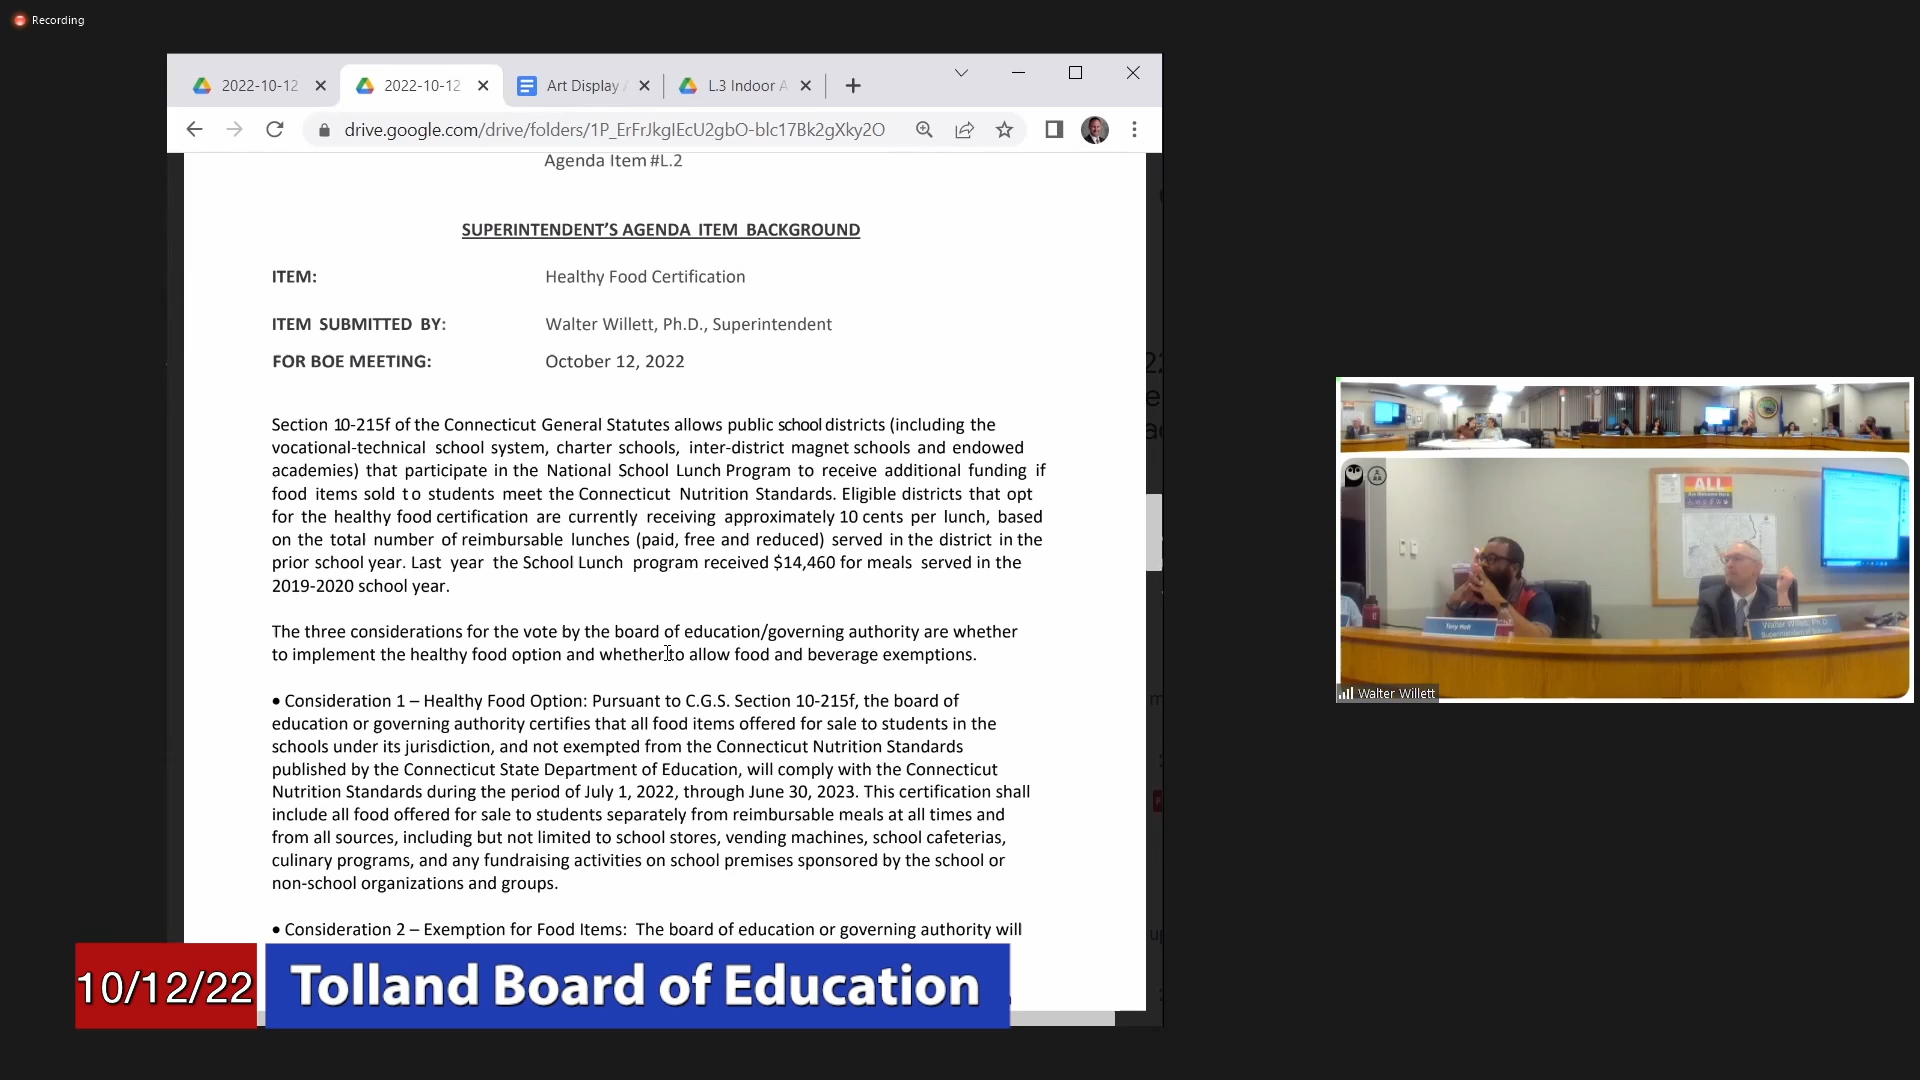 Recording
2022-10-12
2022-10-12
Art Display
L.3 Indoor A
drive.google.com/drive/folders/1P_ErFrJkgIEcU2gbO-blc17Bk2gXky2O
Agenda Item #L.2
SUPERINTENDENT'S AGENDA ITEM BACKGROUND
ITEM: Healthy Food Certification
ITEM SUBMITTED BY: Walter Willett, Ph.D., Superintendent
FOR BOE MEETING: October 12, 2022
Section 10-215f of the Connecticut General Statutes allows public school districts (including the
vocational-technical school system, charter schools, inter-district magnet schools and endowed
academies) that participate in the National School Lunch Program to receive additional funding if
food items sold to students meet the Connecticut Nutrition Standards. Eligible districts that opt
for the healthy food certification are currently receiving approximately 10 cents per lunch, based
on the total number of reimbursable lunches (paid, free and reduced) served in the district in the
prior school year. Last year the School Lunch program received $14,460 for meals served in the
2019-2020 school year.
The three considerations for the vote by the board of education/governing authority are whether
to implement the healthy food option and whether to allow food and beverage exemptions.
• Consideration 1 – Healthy Food Option: Pursuant to C.G.S. Section 10-215f, the board of
education or governing authority certifies that all food items offered for sale to students in the
schools under its jurisdiction, and not exempted from the Connecticut Nutrition Standards
published by the Connecticut State Department of Education, will comply with the Connecticut
Nutrition Standards during the period of July 1, 2022, through June 30, 2023. This certification shall
include all food offered for sale to students separately from reimbursable meals at all times and
from all sources, including but not limited to school stores, vending machines, school cafeterias,
culinary programs, and any fundraising activities on school premises sponsored by the school or
non-school organizations and groups.
• Consideration 2 – Exemption for Food Items: The board of education or governing authority will
10/12/22
Tolland Board of Education
ALL
Are Welcome Here
Tony Holt
Walter Willett, Ph.D.
Superintendent of Schools
Walter Willett